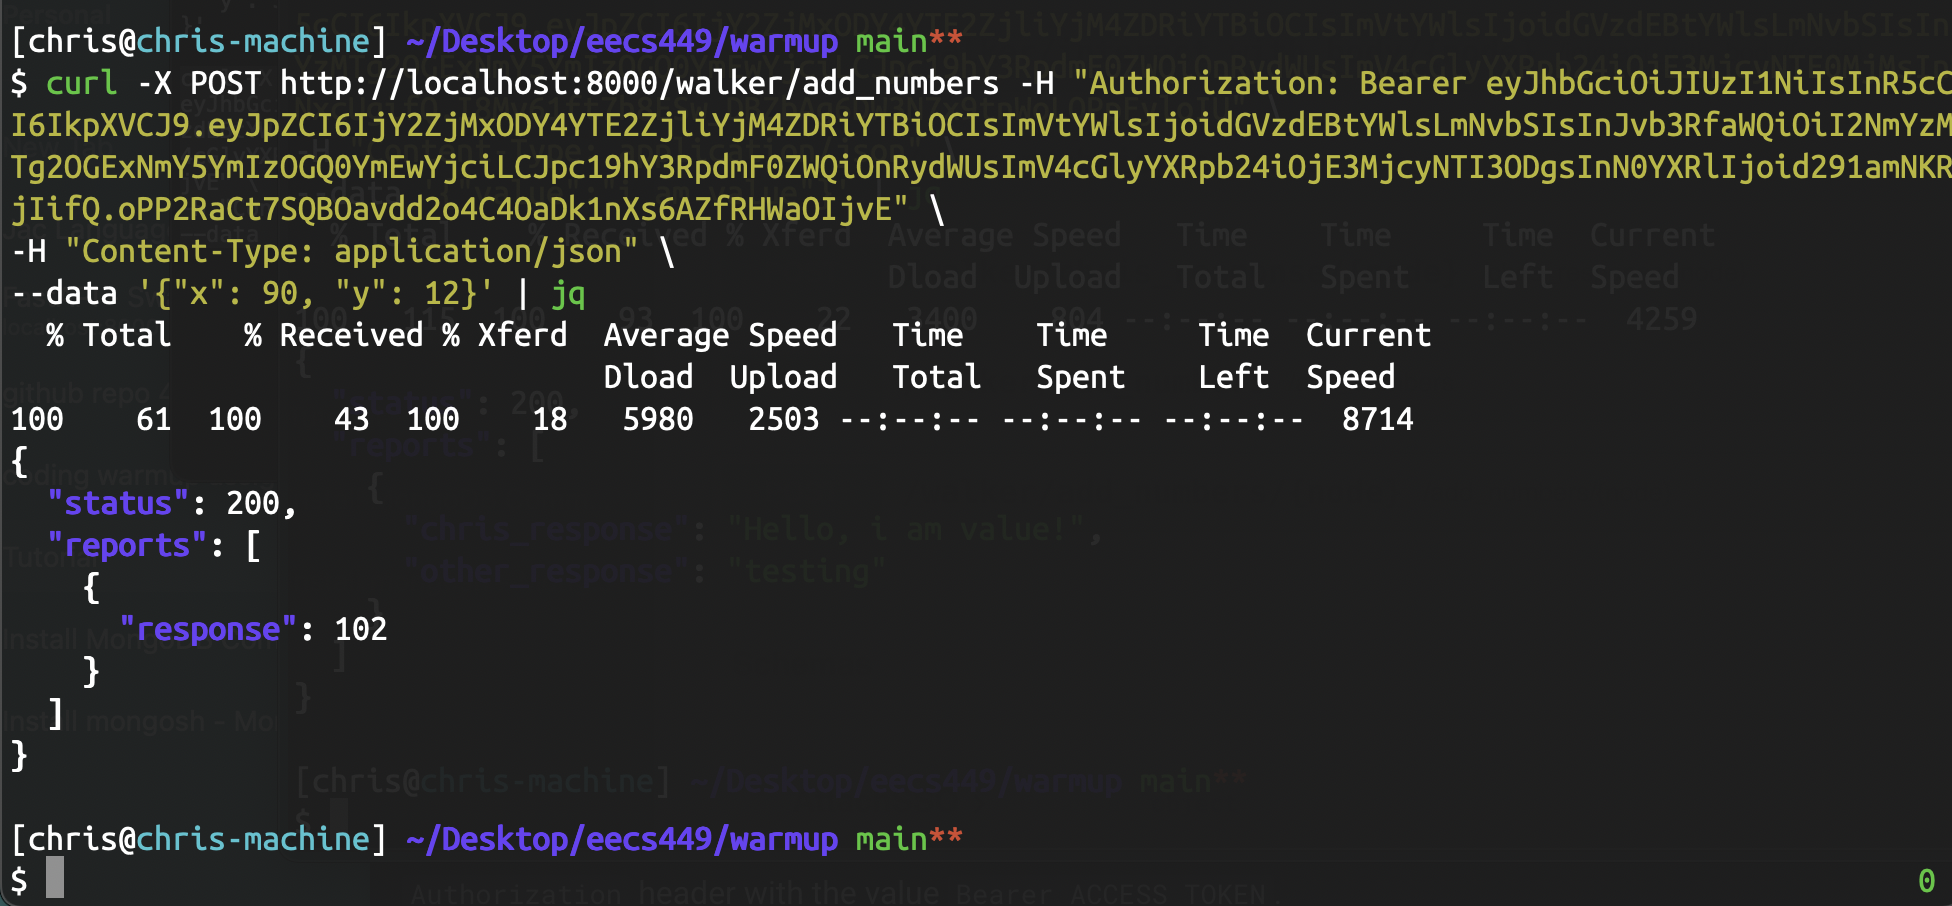 [chris@chris-machine] ~/Desktop/eecs449/warmup main**
$ curl -X POST http://localhost:8000/walker/add_numbers -H "Authorization: Bearer eyJhbGciOiJIUzI1NiIsInR5cC
I6IkpXVCJ9.eyJpZCI6IjY2ZjMxODY4YTE2ZjliYjM4ZDRiYTBiOCIsImVtYWlsIjoidGVzdEBtYWlsLmNvbSIsInJvb3RfaWQiOiI2NmYzM
Tg2OGExNmY5YmIzOGQ0YmEwYjciLCJpc19hY3RpdmF0ZWQiOnRydWUsImV4cGlyYXRpb24iOjE3MjcyNTI3ODgsInN0YXRlIjoid291amNKR
jIifQ.oPP2RaCt7SQBOavdd2o4C4OaDk1nXs6AZfRHWaOIjvE" \
-H "Content-Type: application/json" \
--data '{"x": 90, "y": 12}' | jq
% Total % Received % Xferd Average Speed Time Time Time Current
Dload Upload Total Spent Left Speed
100 61 100 43 100 18 5980 2503 --:--:-- --:--:-- --:--:-- 8714
{
"status": 200,
"reports": [
{
"response": 102
}
]
}
[chris@chris-machine] ~/Desktop/eecs449/warmup main**
$
0